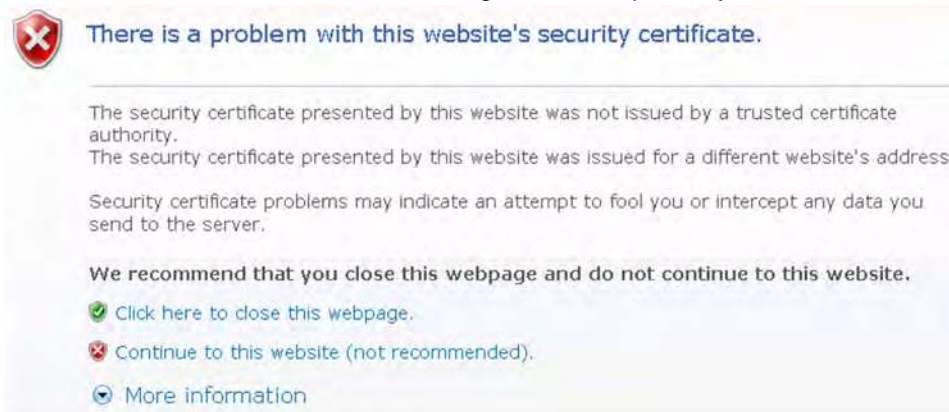 There is a problem with this website's security certificate.
The security certificate presented by this website was not issued by a trusted certificate
authority.
The security certificate presented by this website was issued for a different website's address
Security certificate problems may indicate an attempt to fool you or intercept any data you
send to the server.
We recommend that you close this webpage and do not continue to this website.
Click here to close this webpage.
Continue to this website (not recommended).
More information